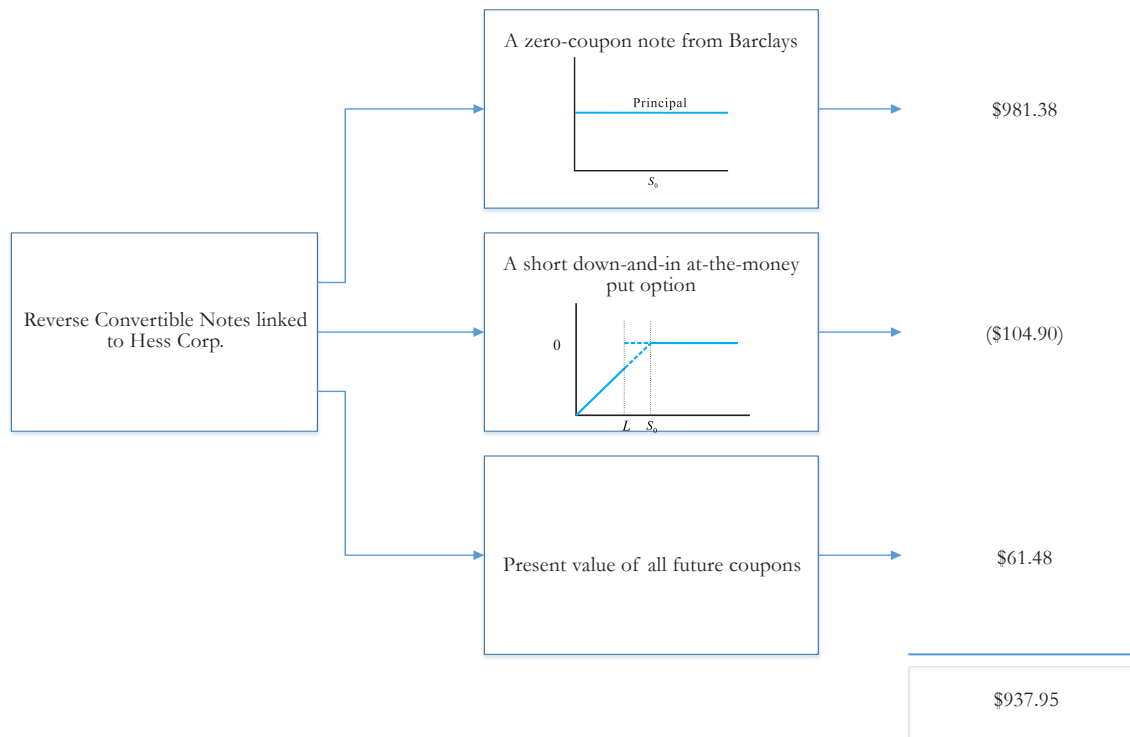 A zero-coupon note from Barclays
Principal
S₀
$981.38
Reverse Convertible Notes linked
to Hess Corp.
A short down-and-in at-the-money
put option
0
L S₀
($104.90)
Present value of all future coupons
$61.48
$937.95